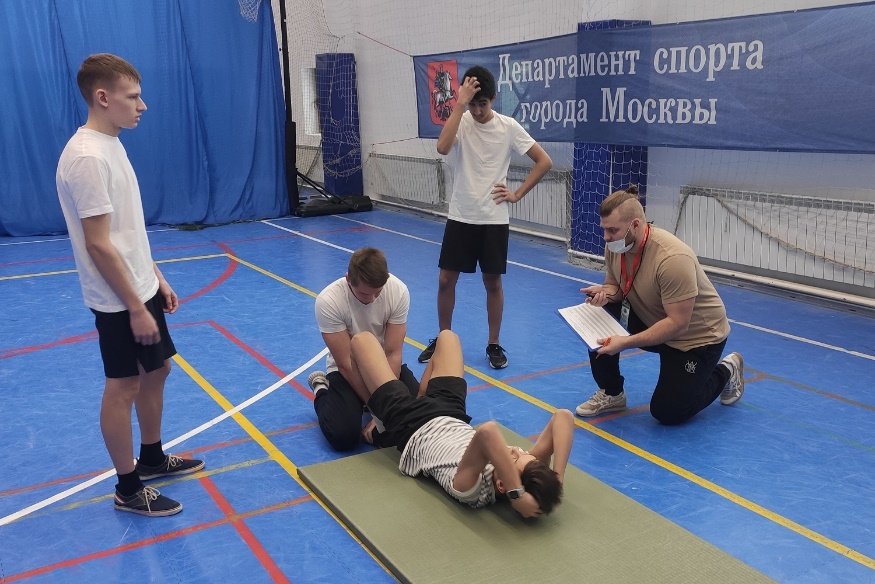 Департамент спорта
города Москвы